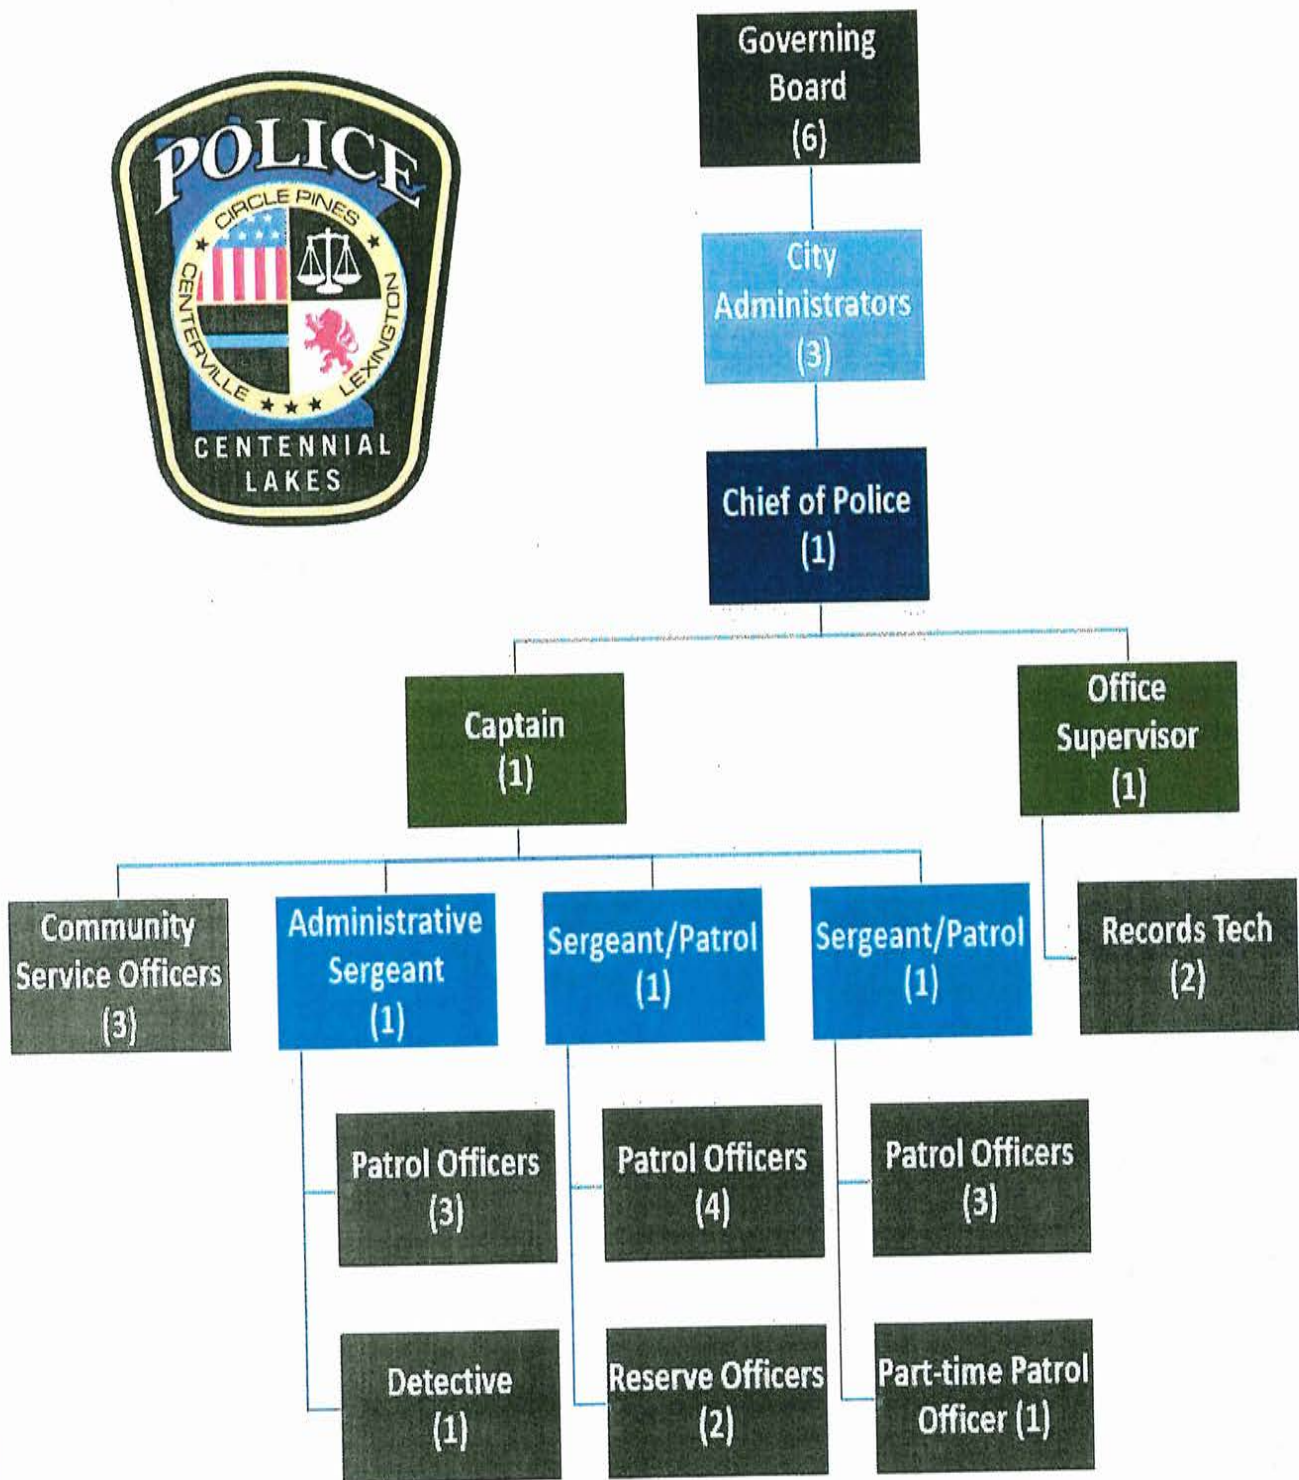 POLICE
CIRCLE PINES
CENTERVILLE
LEXINGTON
CENTENNIAL
LAKES
Governing
Board
(6)
City
Administrators
(3)
Chief of Police
(1)
Captain
(1)
Office
Supervisor
(1)
Community
Service Officers
(3)
Administrative
Sergeant
(1)
Sergeant/Patrol
(1)
Sergeant/Patrol
(1)
Records Tech
(2)
Patrol Officers
(3)
Patrol Officers
(4)
Patrol Officers
(3)
Detective
(1)
Reserve Officers
(2)
Part-time Patrol
Officer (1)